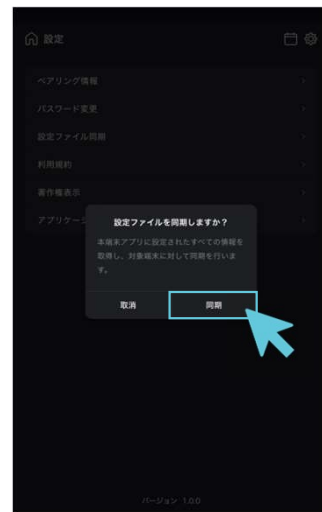 設定
ペアリング情報
パスワード変更
設定ファイル同期
利用規約
著作権表示
アプリケーシ
設定ファイルを同期しますか？
本端末アプリに設定されたすべての情報を
取得し、対象端末に対して同期を行いま
す。
取消
同期
バージョン 1.0.0